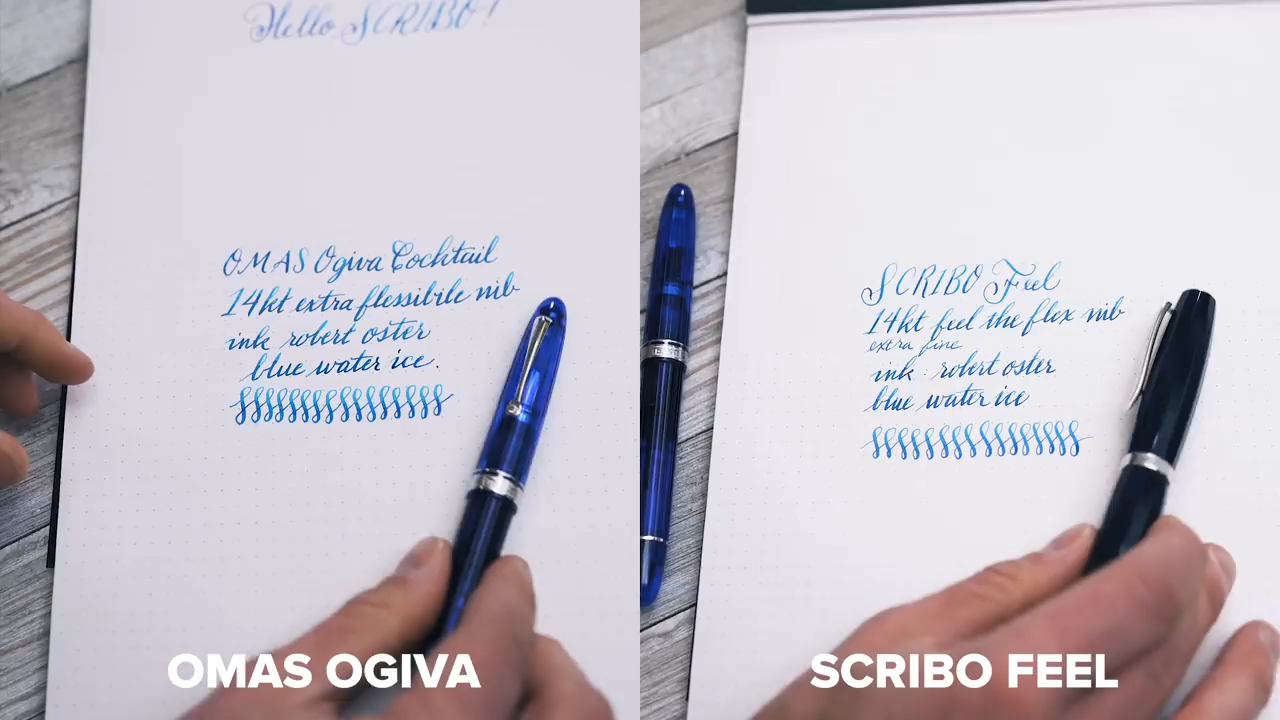 Hello SCRIBO!
OMAS Ogiva Cocktail
14kt extra flessibile nib
ink robert oster
blue water ice.
OMAS OGIVA
SCRIBO Feel
14kt feel the flex nib
extra fine
ink: robert oster
blue water ice
SCRIBO FEEL